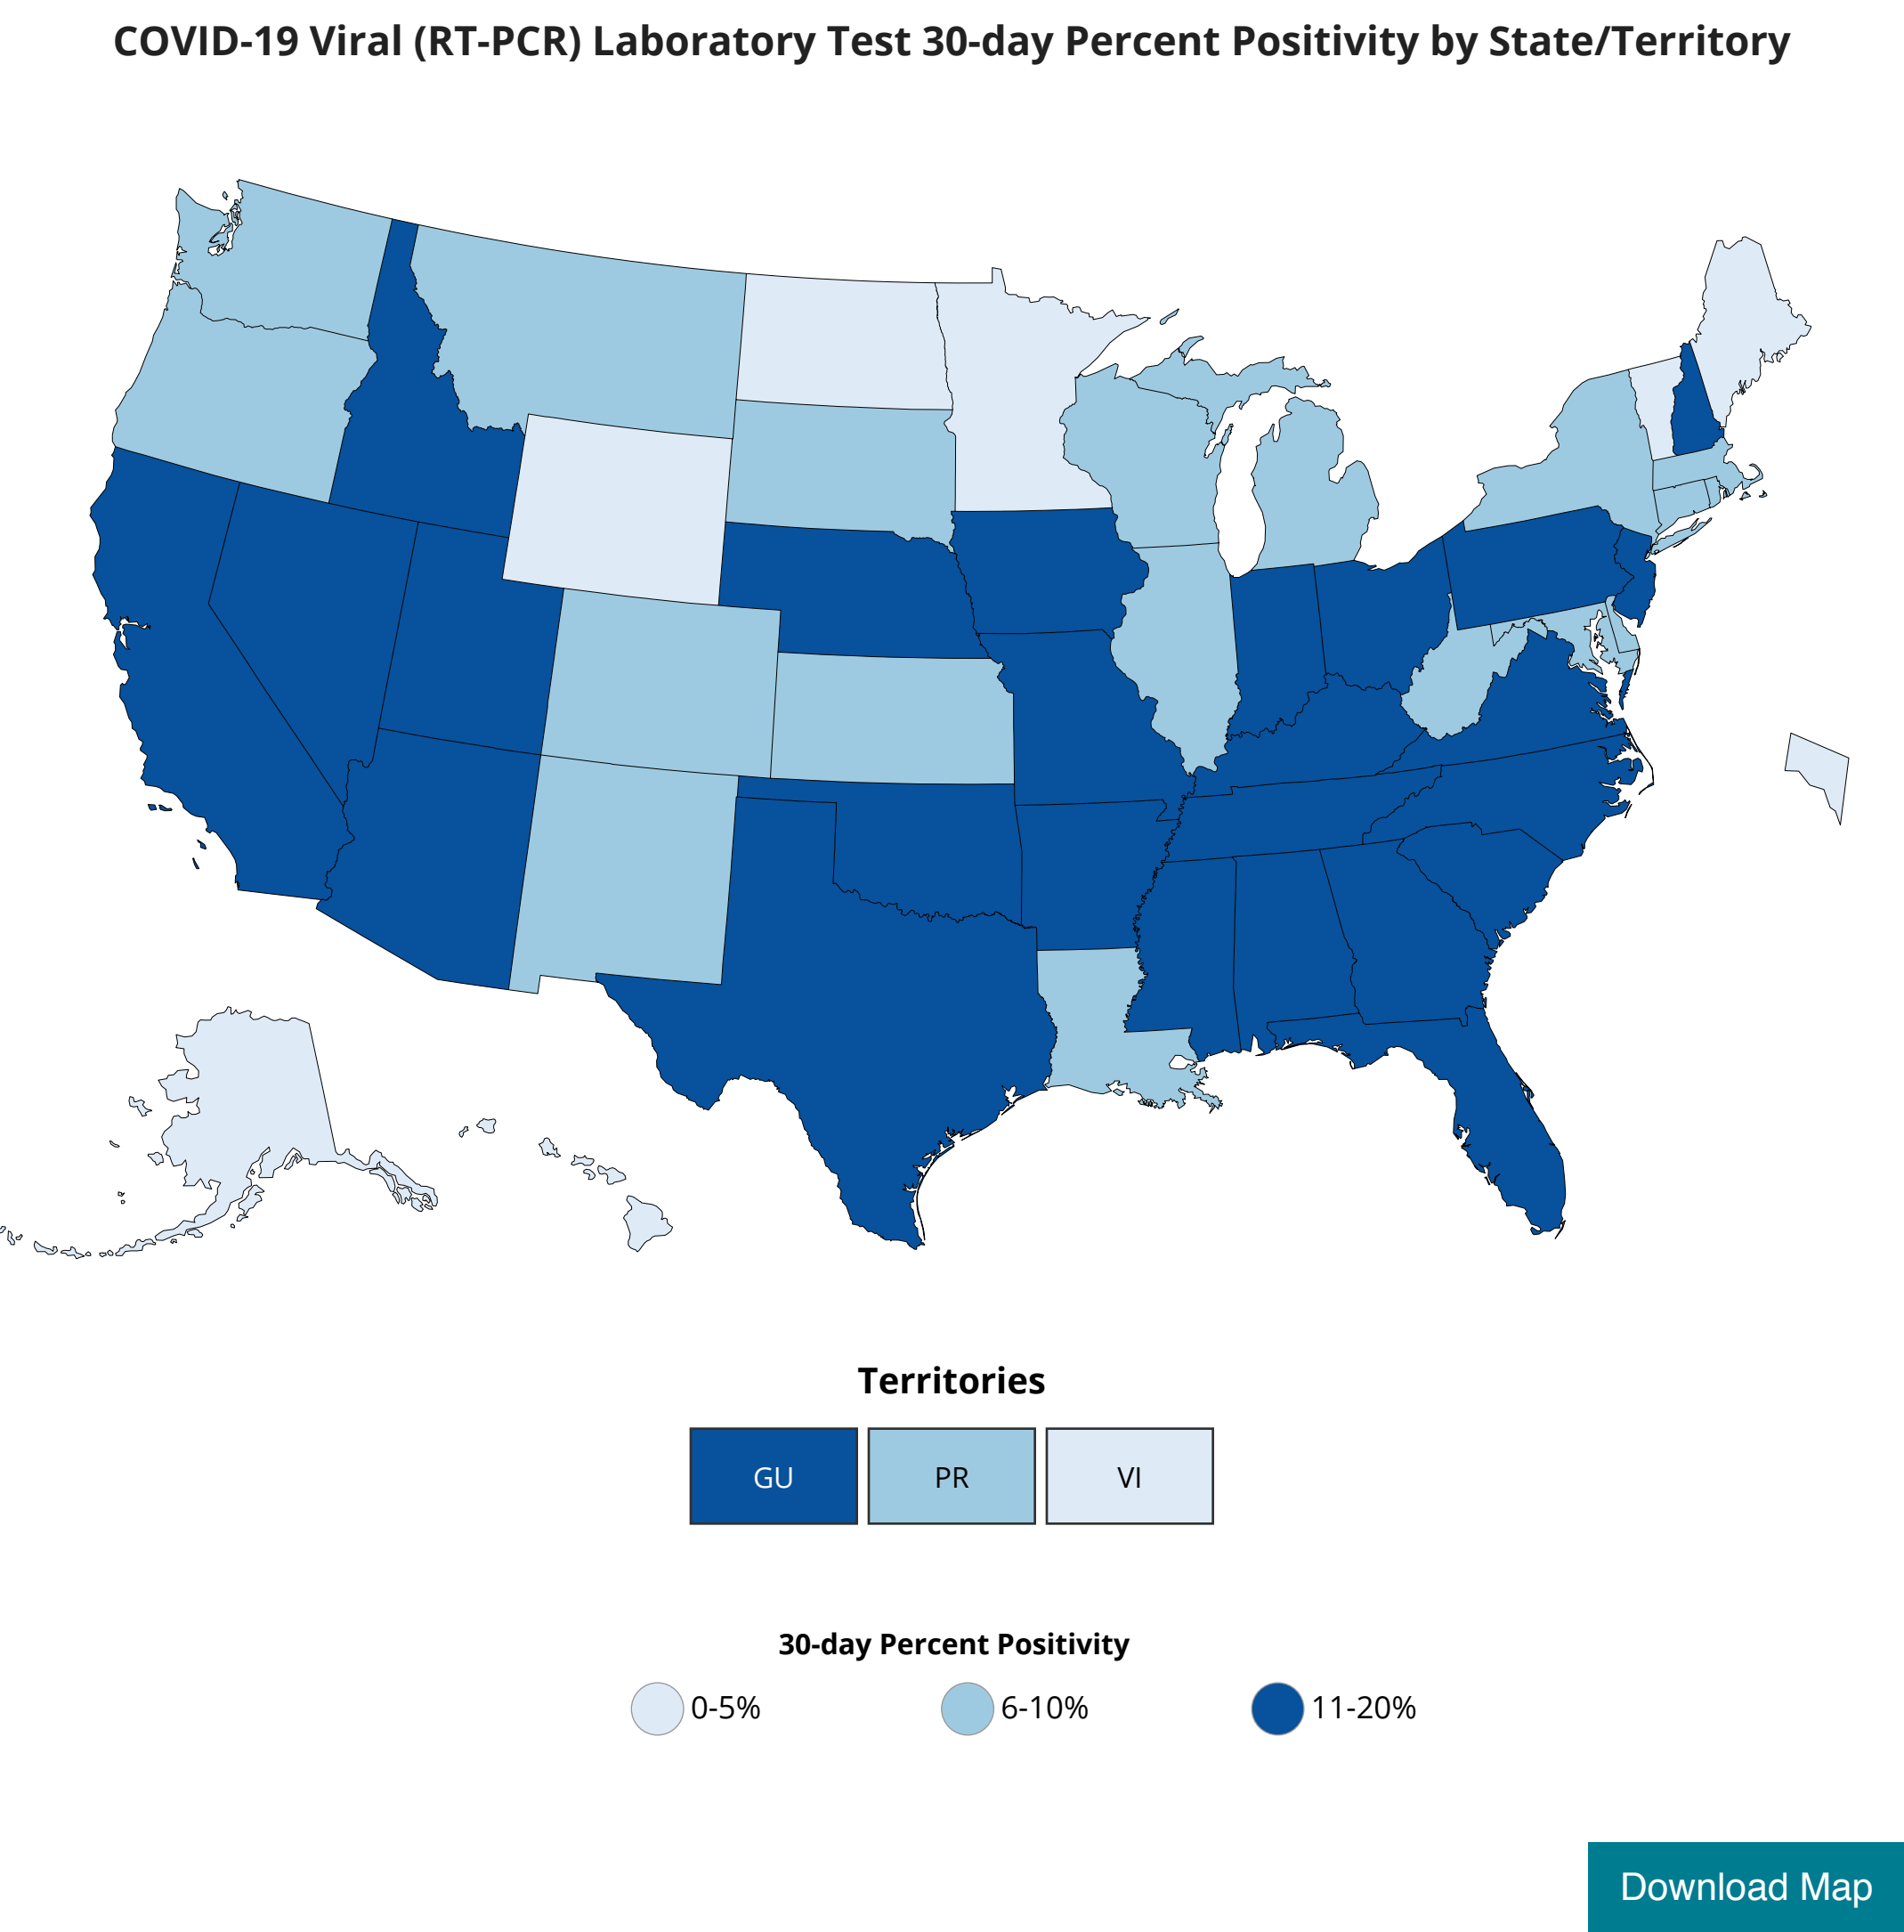 COVID-19 Viral (RT-PCR) Laboratory Test 30-day Percent Positivity by State/Territory
Territories
GU PR VI
30-day Percent Positivity
0-5% 6-10% 11-20%
Download Map